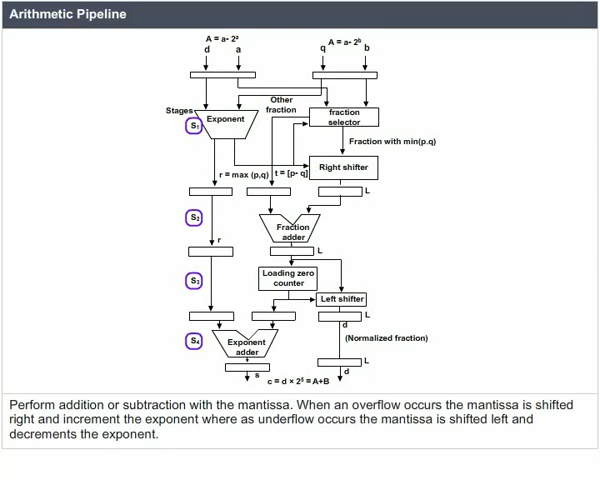 Arithmetic Pipeline
A = a- 2ᵃ
A = a- 2ᵇ
d
a
q
b
Stages
Other
fraction
Exponent
fraction
selector
S₁
Fraction with min(p.q)
Right shifter
r = max (p,q)
t = [p- q]
L
S₂
Fraction
adder
r
L
Loading zero
counter
S₃
Left shifter
L
d
S₄
Exponent
adder
(Normalized fraction)
L
s
d
c = d × 2ˢ = A+B
Perform addition or subtraction with the mantissa. When an overflow occurs the mantissa is shifted
right and increment the exponent where as underflow occurs the mantissa is shifted left and
decrements the exponent.